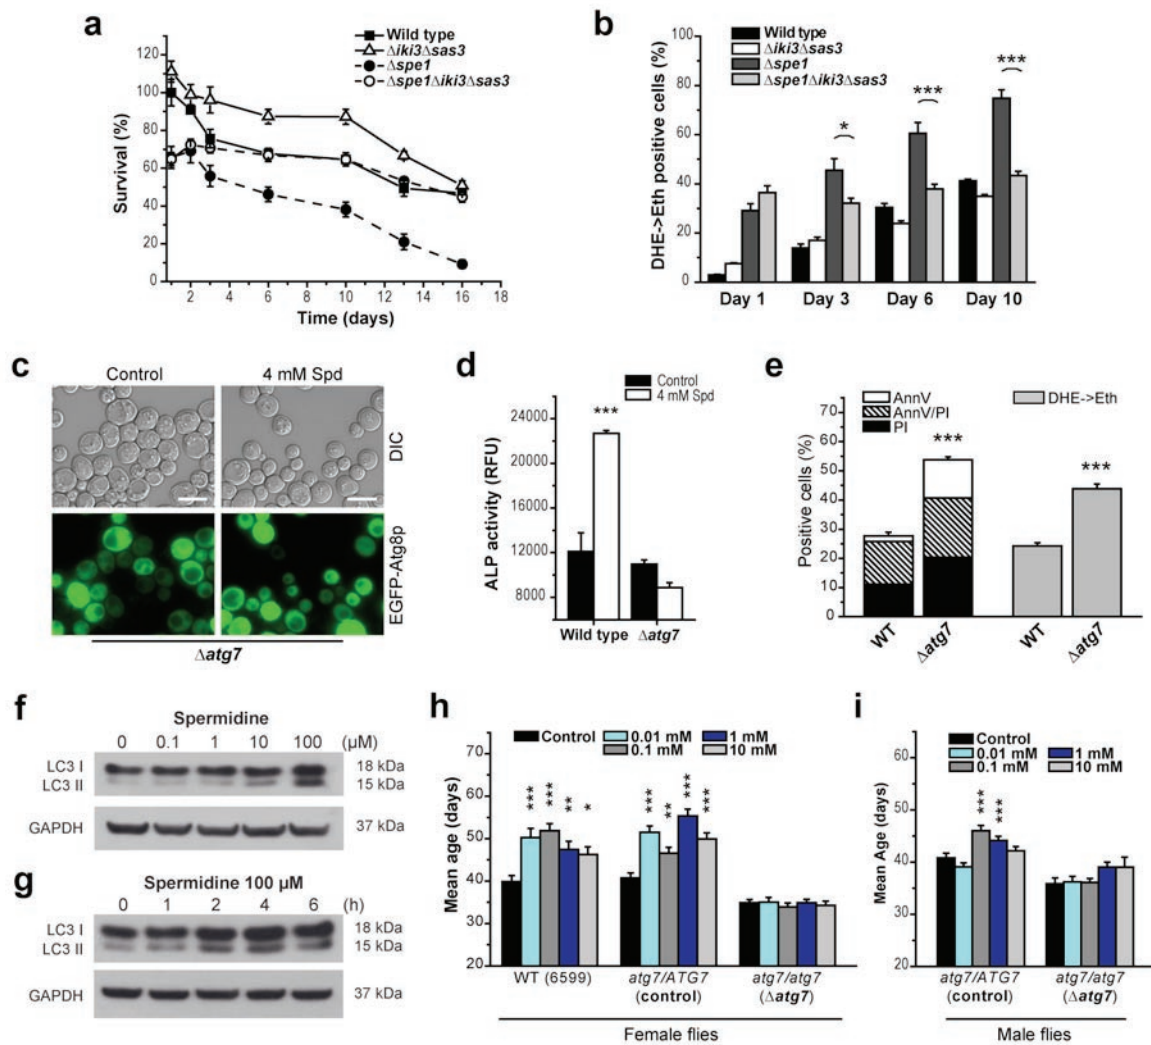 a
Wild type
Δiki3Δsas3
Δspe1
Δspe1Δiki3Δsas3
Survival (%)
120
100
80
60
40
20
0
2 4 6 8 10 12 14 16 18
Time (days)
b
Wild type
Δiki3Δsas3
Δspe1
Δspe1Δiki3Δsas3
DHE->Eth positive cells (%)
100
80
60
40
20
0
* *** ***
Day 1 Day 3 Day 6 Day 10
c
Control 4 mM Spd
DIC
EGFP-Atg8p
Δatg7
d
Control
4 mM Spd
ALP activity (RFU)
24000
20000
16000
12000
8000
***
Wild type Δatg7
e
AnnV
AnnV/PI
PI
DHE->Eth
Positive cells (%)
70
60
50
40
30
20
10
0
*** ***
WT Δatg7 WT Δatg7
f
Spermidine
0 0.1 1 10 100 (µM)
LC3 I 18 kDa
LC3 II 15 kDa
GAPDH 37 kDa
g
Spermidine 100 µM
0 1 2 4 6 (h)
LC3 I 18 kDa
LC3 II 15 kDa
GAPDH 37 kDa
h
Control 0.01 mM 1 mM
0.1 mM 10 mM
Mean age (days)
70
60
50
40
30
20
*** *** ** * *** ** *** ***
WT (6599) atg7/ATG7 atg7/atg7
(control) (Δatg7)
Female flies
i
Control
0.01 mM 1 mM
0.1 mM 10 mM
Mean Age (days)
60
50
40
30
20
*** ***
atg7/ATG7 atg7/atg7
(control) (Δatg7)
Male flies